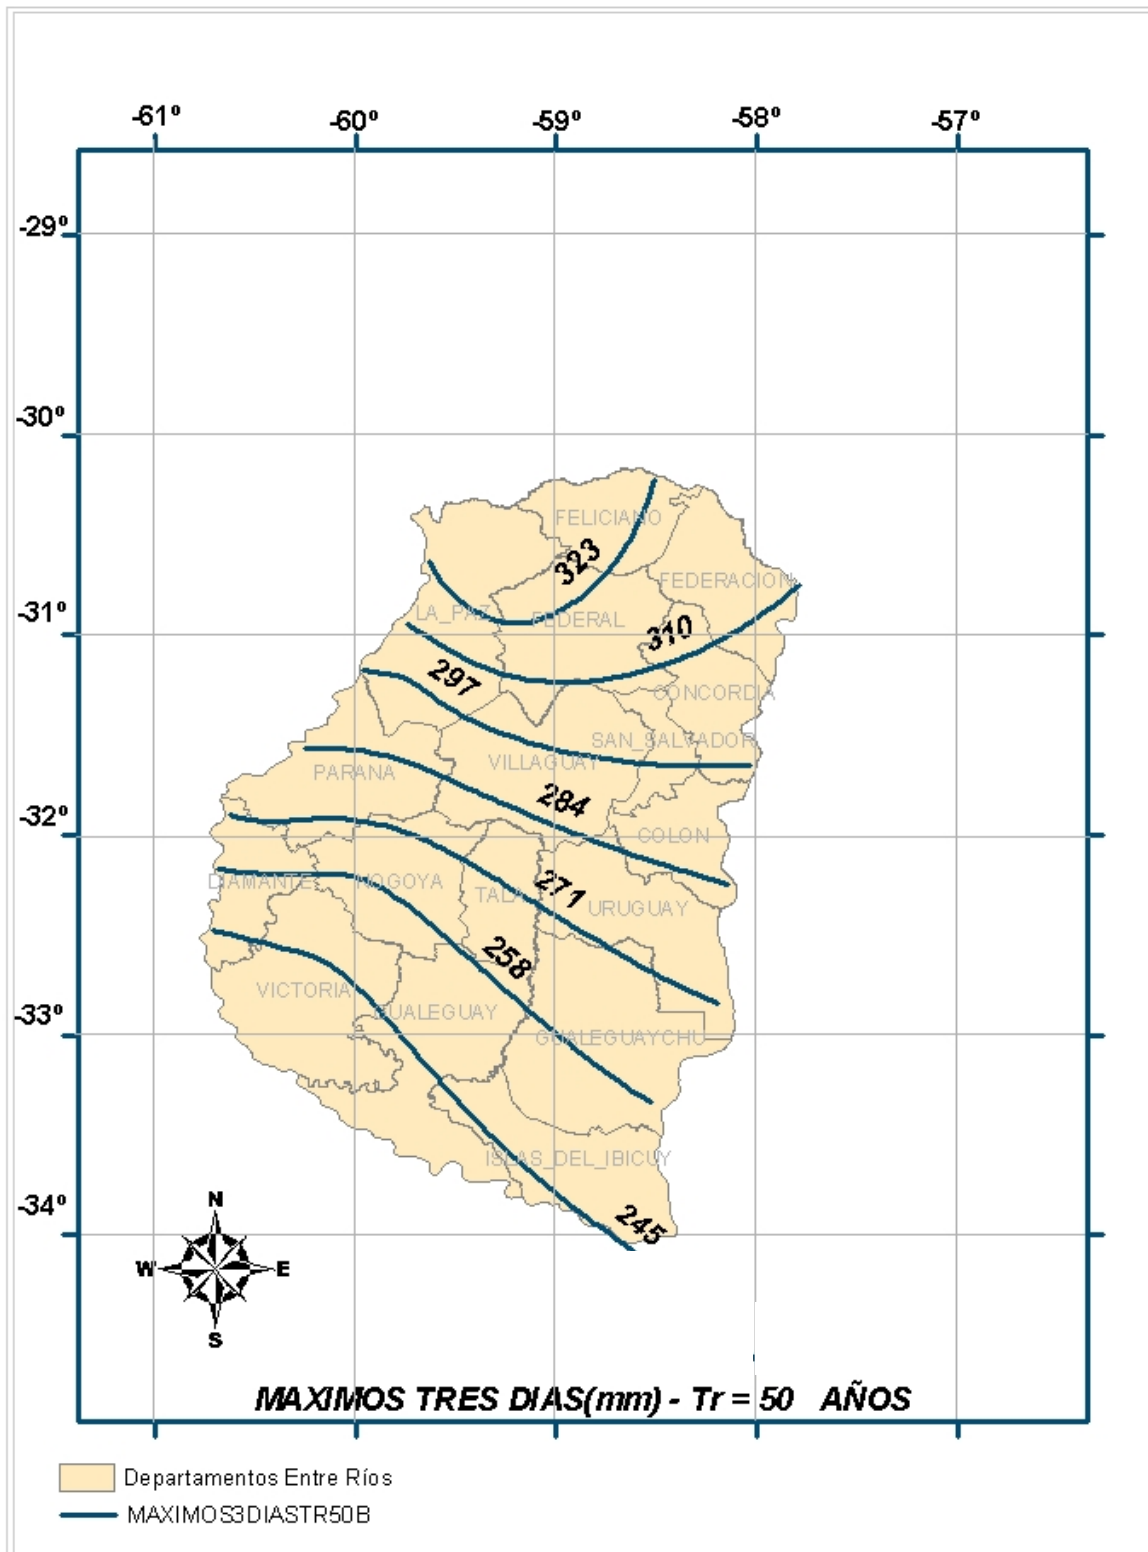 -61º -60º -59º -58º -57º
-29º
-30º
FELICIANO
323
FEDERACION
-31º
LA_PAZ
FEDERAL
310
297
CONCORDIA
SAN_SALVADOR
VILLAGUAY
PARANA
284
-32º
COLON
DIAMANTE
NOGOYA
271
TALA
URUGUAY
258
VICTORIA
GUALEGUAY
-33º
GUALEGUAYCHU
ISLAS_DEL_IBICUY
-34º
245
N
W E
S
MAXIMOS TRES DIAS(mm) - Tr = 50 AÑOS
Departamentos Entre Ríos
MAXIMOS3DIASTR50B